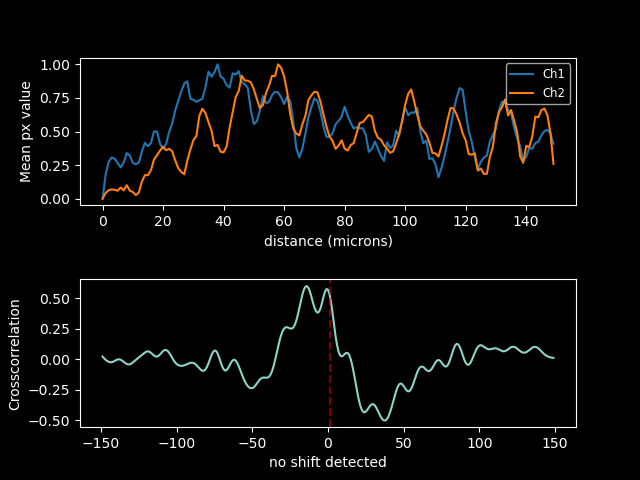 1.00
0.75
0.50
0.25
0.00
Mean px value
Ch1
Ch2
0 20 40 60 80 100 120 140
distance (microns)
0.50
0.25
0.00
−0.25
−0.50
Crosscorrelation
−150 −100 −50 0 50 100 150
no shift detected